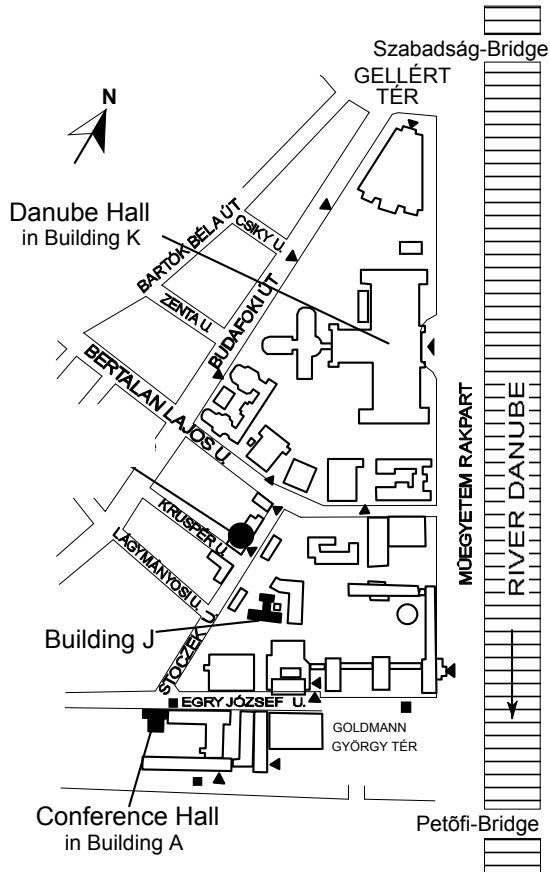 Szabadság-Bridge
GELLÉRT
TÉR
N
Danube Hall
in Building K
BARTÓK BÉLA ÚT
CSIKY U.
ZENTA U.
BUDAFOKI ÚT
BERTALAN LAJOS U.
MŰEGYETEM RAKPART
RIVER DANUBE
KRUSPÉR U.
LÁGYMÁNYOSI U.
STOCZEK U.
Building J
EGRY JÓZSEF U.
GOLDMANN
GYÖRGY TÉR
Conference Hall
in Building A
Petõfi-Bridge